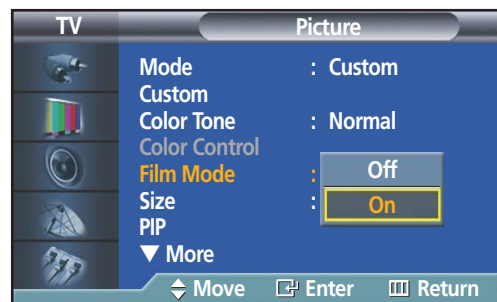 TV Picture
Mode : Custom
Custom
Color Tone : Normal
Color Control
Film Mode : Off
On
Size :
PIP
▼ More
Move Enter Return